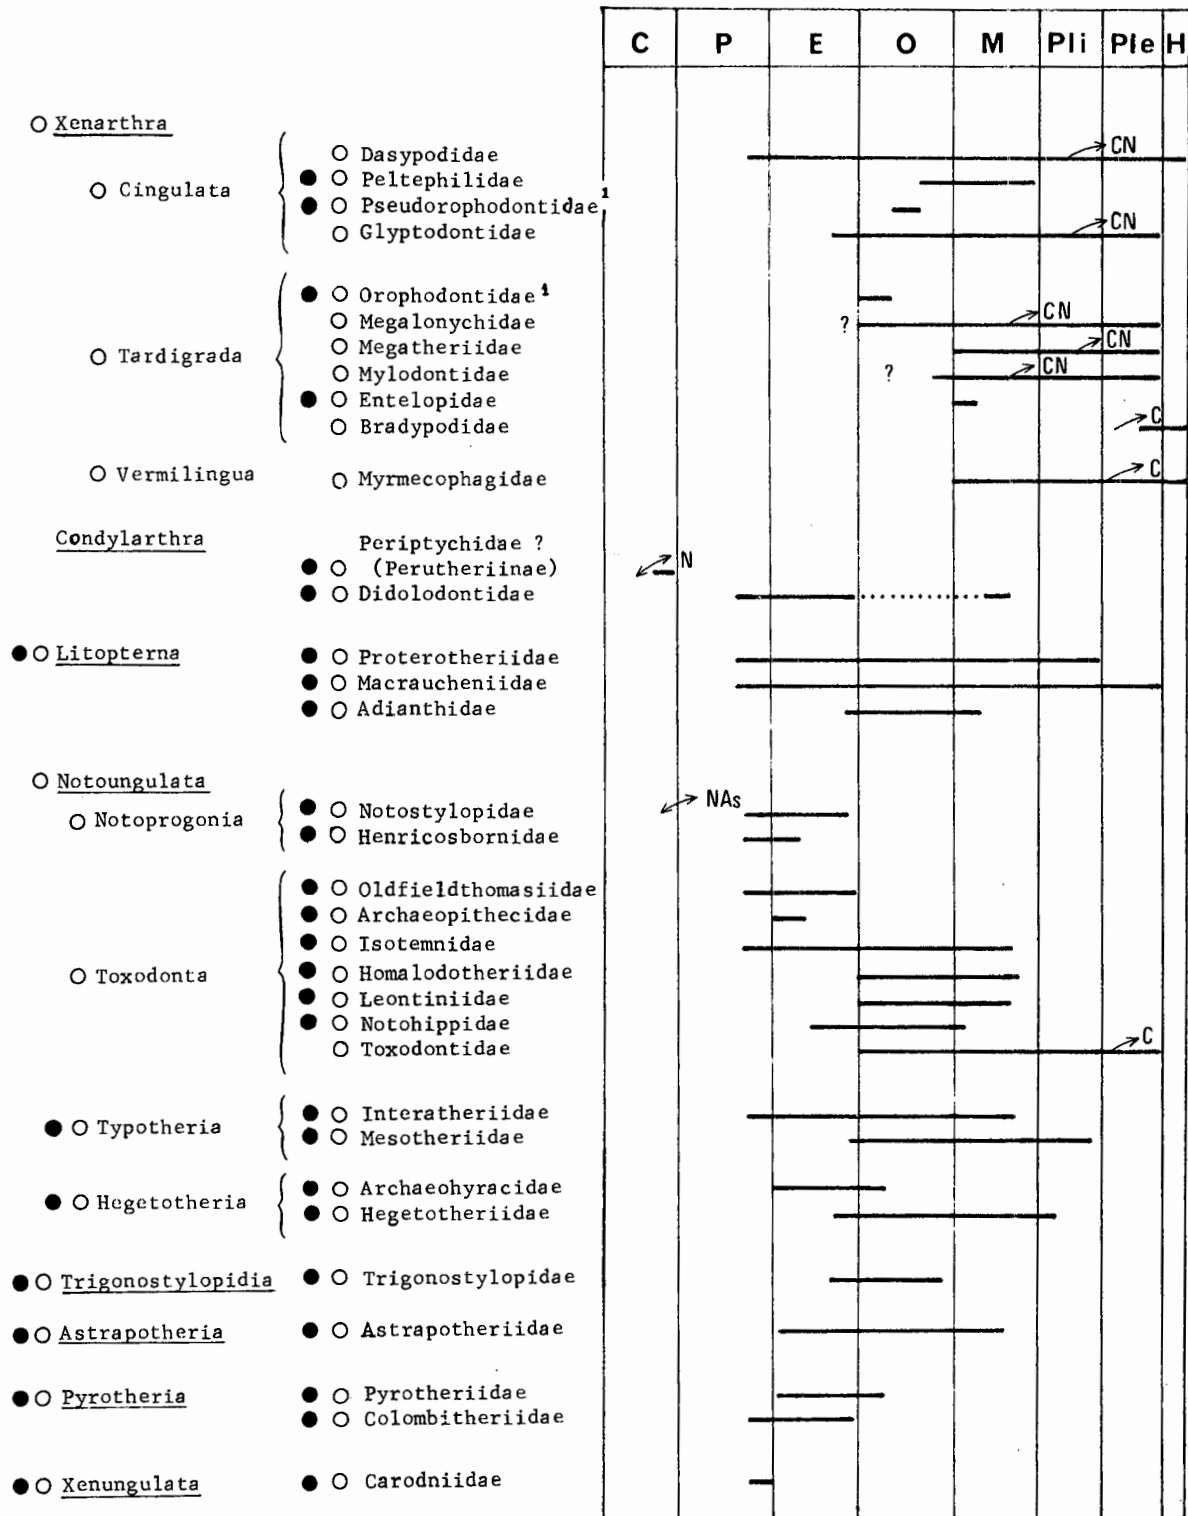 C P E O M Pli Ple H
Xenarthra
Dasypodidae CN
Peltephilidae
Cingulata
Pseudorophodontidae 1
Glyptodontidae CN
Orophodontidae 1
Megalonychidae ? CN
Tardigrada
Megatheriidae CN
Mylodontidae ? CN
Entelopidae
Bradypodidae C
Vermilingua Myrmecophagidae C
Condylarthra Periptychidae ?
(Perutheriinae) N
Didolodontidae
Litopterna Proterotheriidae
Macraucheniidae
Adianthidae
Notoungulata
NAs
Notoprogonia Notostylopidae
Henricosbornidae
Oldfieldthomasiidae
Archaeopithecidae
Isotemnidae
Toxodonta Homalodotheriidae
Leontiniidae
Notohippidae
Toxodontidae C
Interatheriidae
Typotheria
Mesotheriidae
Archaeohyracidae
Hegetotheria
Hegetotheriidae
Trigonostylopidia Trigonostylopidae
Astrapotheria Astrapotheriidae
Pyrotheria Pyrotheriidae
Colombitheriidae
Xenungulata Carodniidae